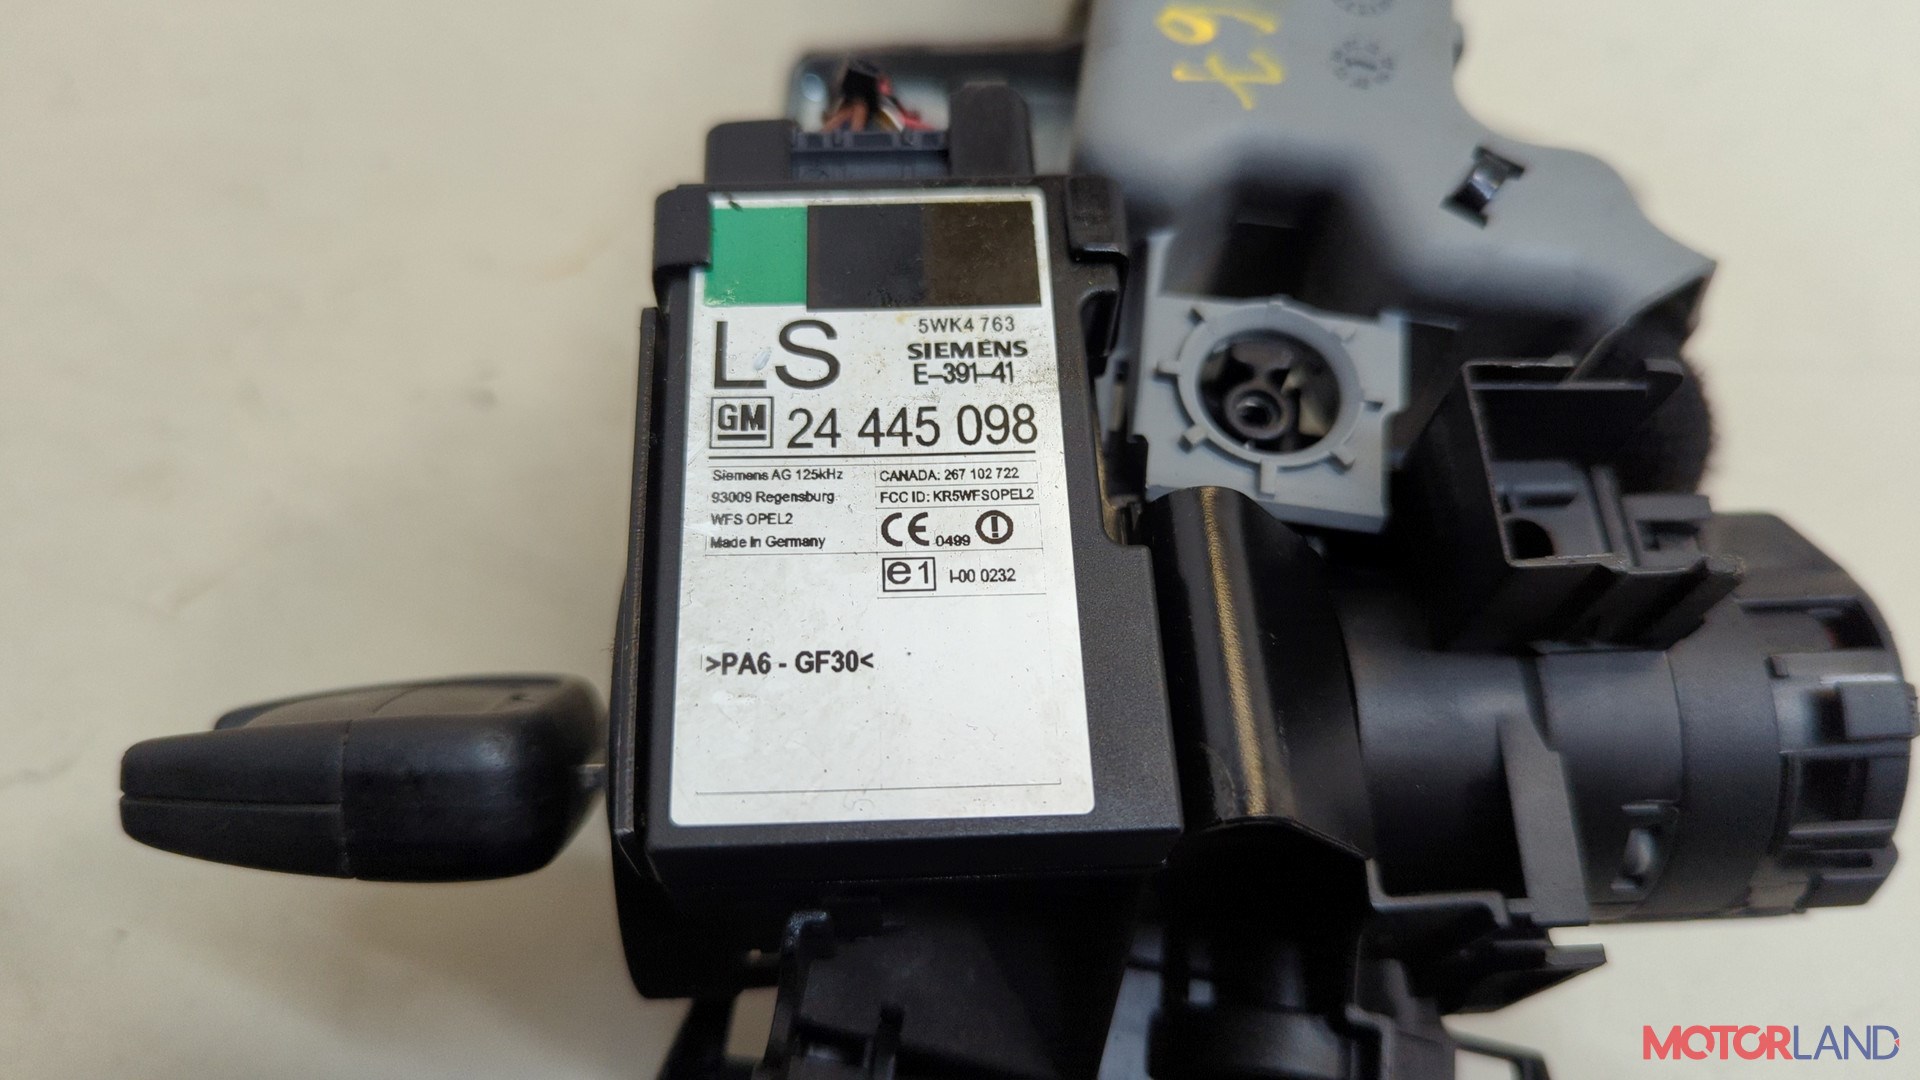 63
LS
5WK4 763
SIEMENS
E-391-41
GM 24 445 098
Siemens AG 125kHz
93009 Regensburg
WFS OPEL2
Made in Germany
CANADA: 267 102 722
FCC ID: KR5WFSOPEL2
CE 0499
e1 I-00 0232
>PA6 - GF30<
MOTORLAND